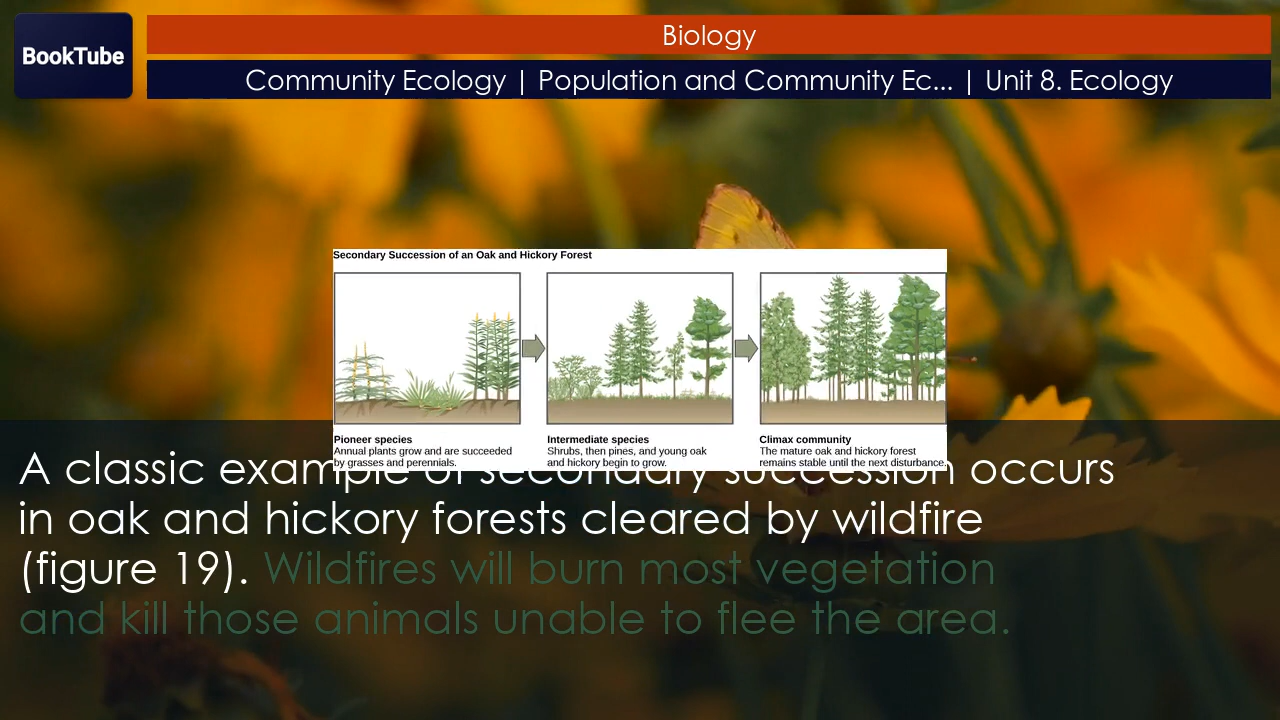 BookTube
Biology
Community Ecology | Population and Community Ec... | Unit 8. Ecology
Secondary Succession of an Oak and Hickory Forest
Pioneer species
Annual plants grow and are succeeded
by grasses and perennials.
Intermediate species
Shrubs, then pines, and young oak
and hickory begin to grow.
Climax community
The mature oak and hickory forest
remains stable until the next disturbance.
A classic example of secondary succession occurs
in oak and hickory forests cleared by wildfire
(figure 19). Wildfires will burn most vegetation
and kill those animals unable to flee the area.